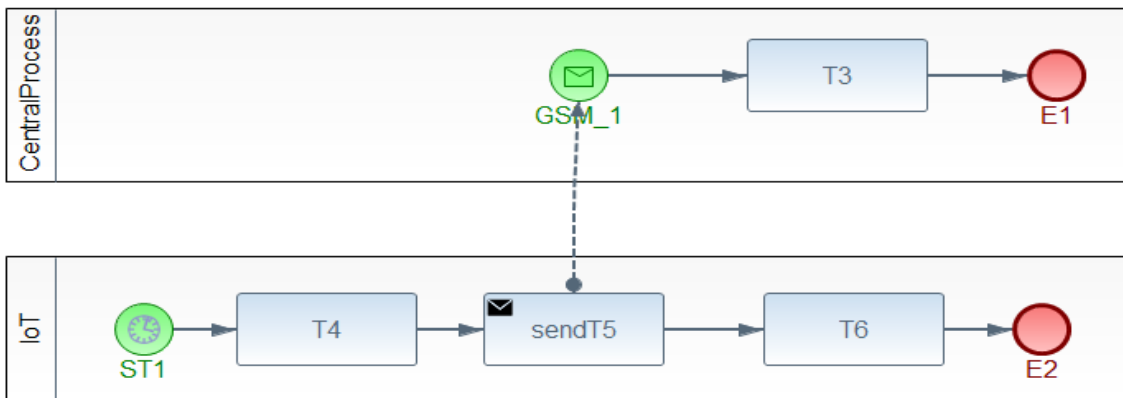 CentralProcess
T3
GSM_1
E1
IoT
T4
sendT5
T6
ST1
E2